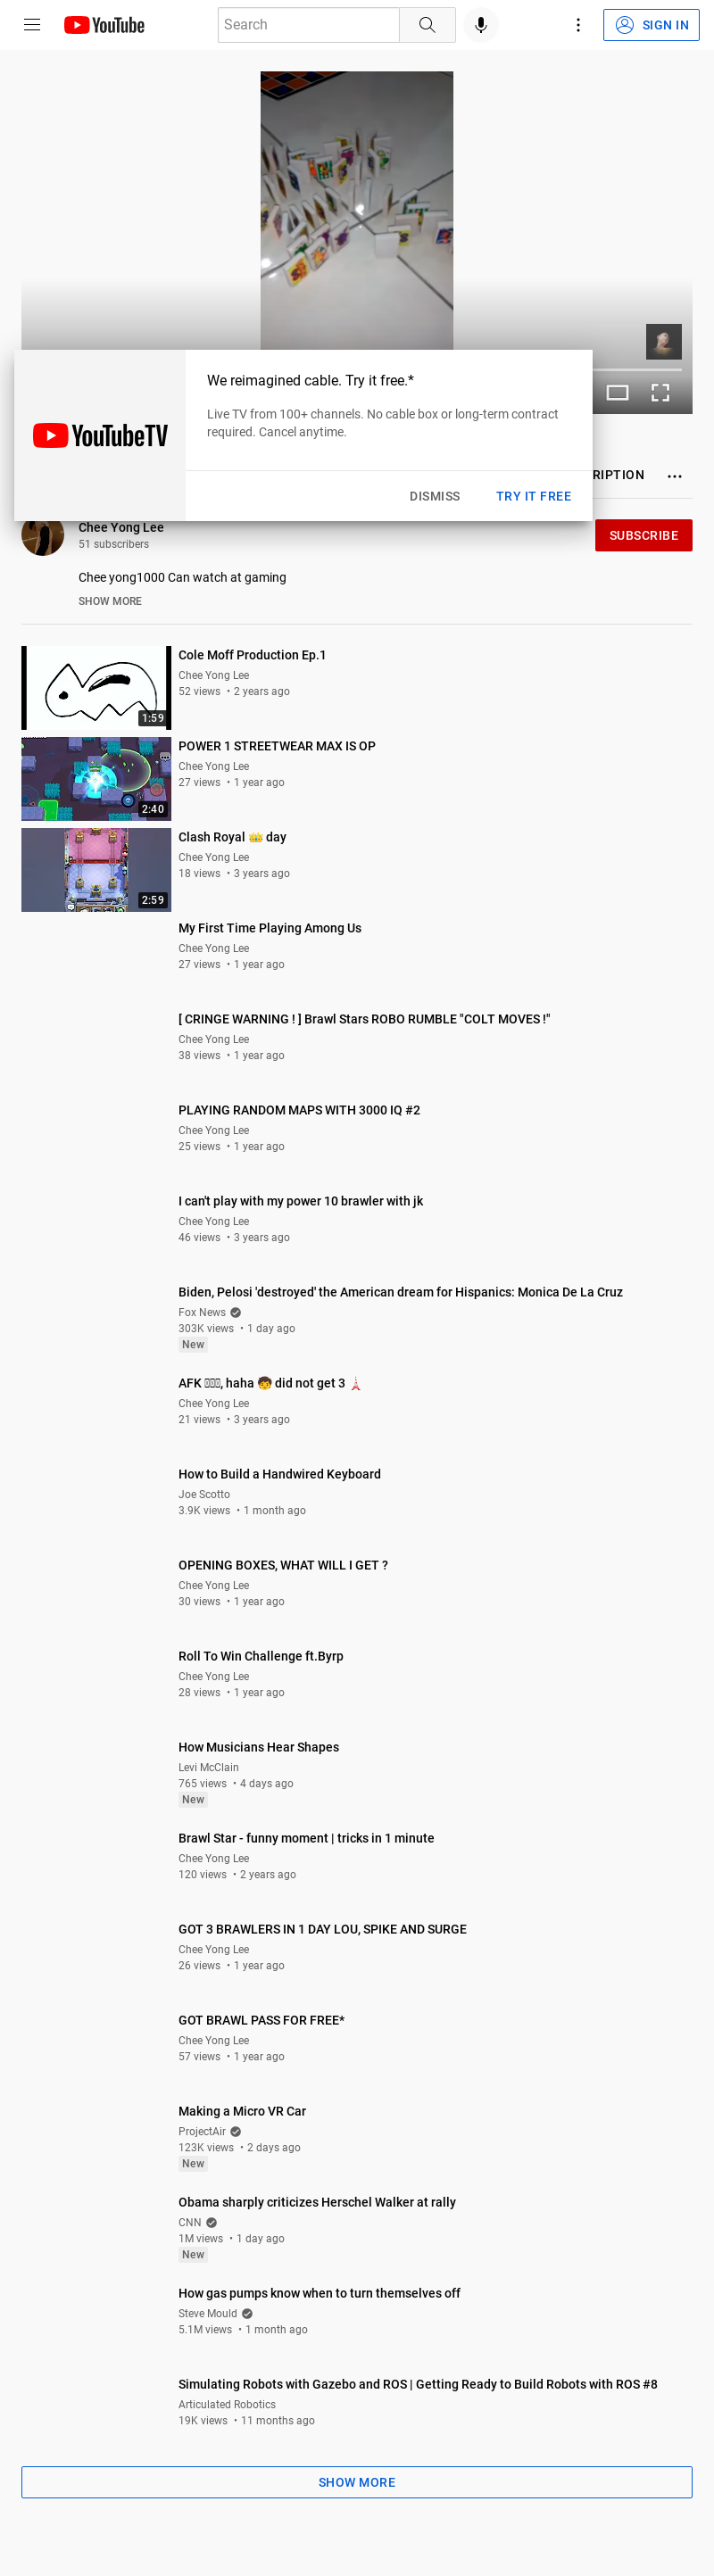 YouTube
Search
SIGN IN
YouTubeTV
We reimagined cable. Try it free.*
Live TV from 100+ channels. No cable box or long-term contract
required. Cancel anytime.
DISMISS
TRY IT FREE
RIPTION
Chee Yong Lee
51 subscribers
SUBSCRIBE
Chee yong1000 Can watch at gaming
SHOW MORE
1:59
Cole Moff Production Ep.1
Chee Yong Lee
52 views • 2 years ago
2:40
POWER 1 STREETWEAR MAX IS OP
Chee Yong Lee
27 views • 1 year ago
2:59
Clash Royal 👑 day
Chee Yong Lee
18 views • 3 years ago
My First Time Playing Among Us
Chee Yong Lee
27 views • 1 year ago
[ CRINGE WARNING ! ] Brawl Stars ROBO RUMBLE "COLT MOVES !"
Chee Yong Lee
38 views • 1 year ago
PLAYING RANDOM MAPS WITH 3000 IQ #2
Chee Yong Lee
25 views • 1 year ago
I can't play with my power 10 brawler with jk
Chee Yong Lee
46 views • 3 years ago
Biden, Pelosi 'destroyed' the American dream for Hispanics: Monica De La Cruz
Fox News
303K views • 1 day ago
New
AFK , haha 🧒 did not get 3 🗼
Chee Yong Lee
21 views • 3 years ago
How to Build a Handwired Keyboard
Joe Scotto
3.9K views • 1 month ago
OPENING BOXES, WHAT WILL I GET ?
Chee Yong Lee
30 views • 1 year ago
Roll To Win Challenge ft.Byrp
Chee Yong Lee
28 views • 1 year ago
How Musicians Hear Shapes
Levi McClain
765 views • 4 days ago
New
Brawl Star - funny moment | tricks in 1 minute
Chee Yong Lee
120 views • 2 years ago
GOT 3 BRAWLERS IN 1 DAY LOU, SPIKE AND SURGE
Chee Yong Lee
26 views • 1 year ago
GOT BRAWL PASS FOR FREE*
Chee Yong Lee
57 views • 1 year ago
Making a Micro VR Car
ProjectAir
123K views • 2 days ago
New
Obama sharply criticizes Herschel Walker at rally
CNN
1M views • 1 day ago
New
How gas pumps know when to turn themselves off
Steve Mould
5.1M views • 1 month ago
Simulating Robots with Gazebo and ROS | Getting Ready to Build Robots with ROS #8
Articulated Robotics
19K views • 11 months ago
SHOW MORE